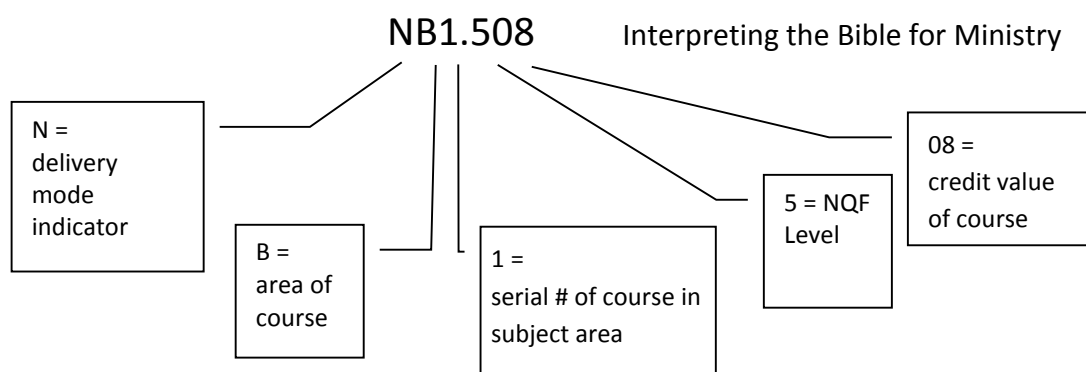 NB1.508 Interpreting the Bible for Ministry
N =
delivery
mode
indicator
B =
area of
course
1 =
serial # of course in
subject area
5 = NQF
Level
08 =
credit value
of course